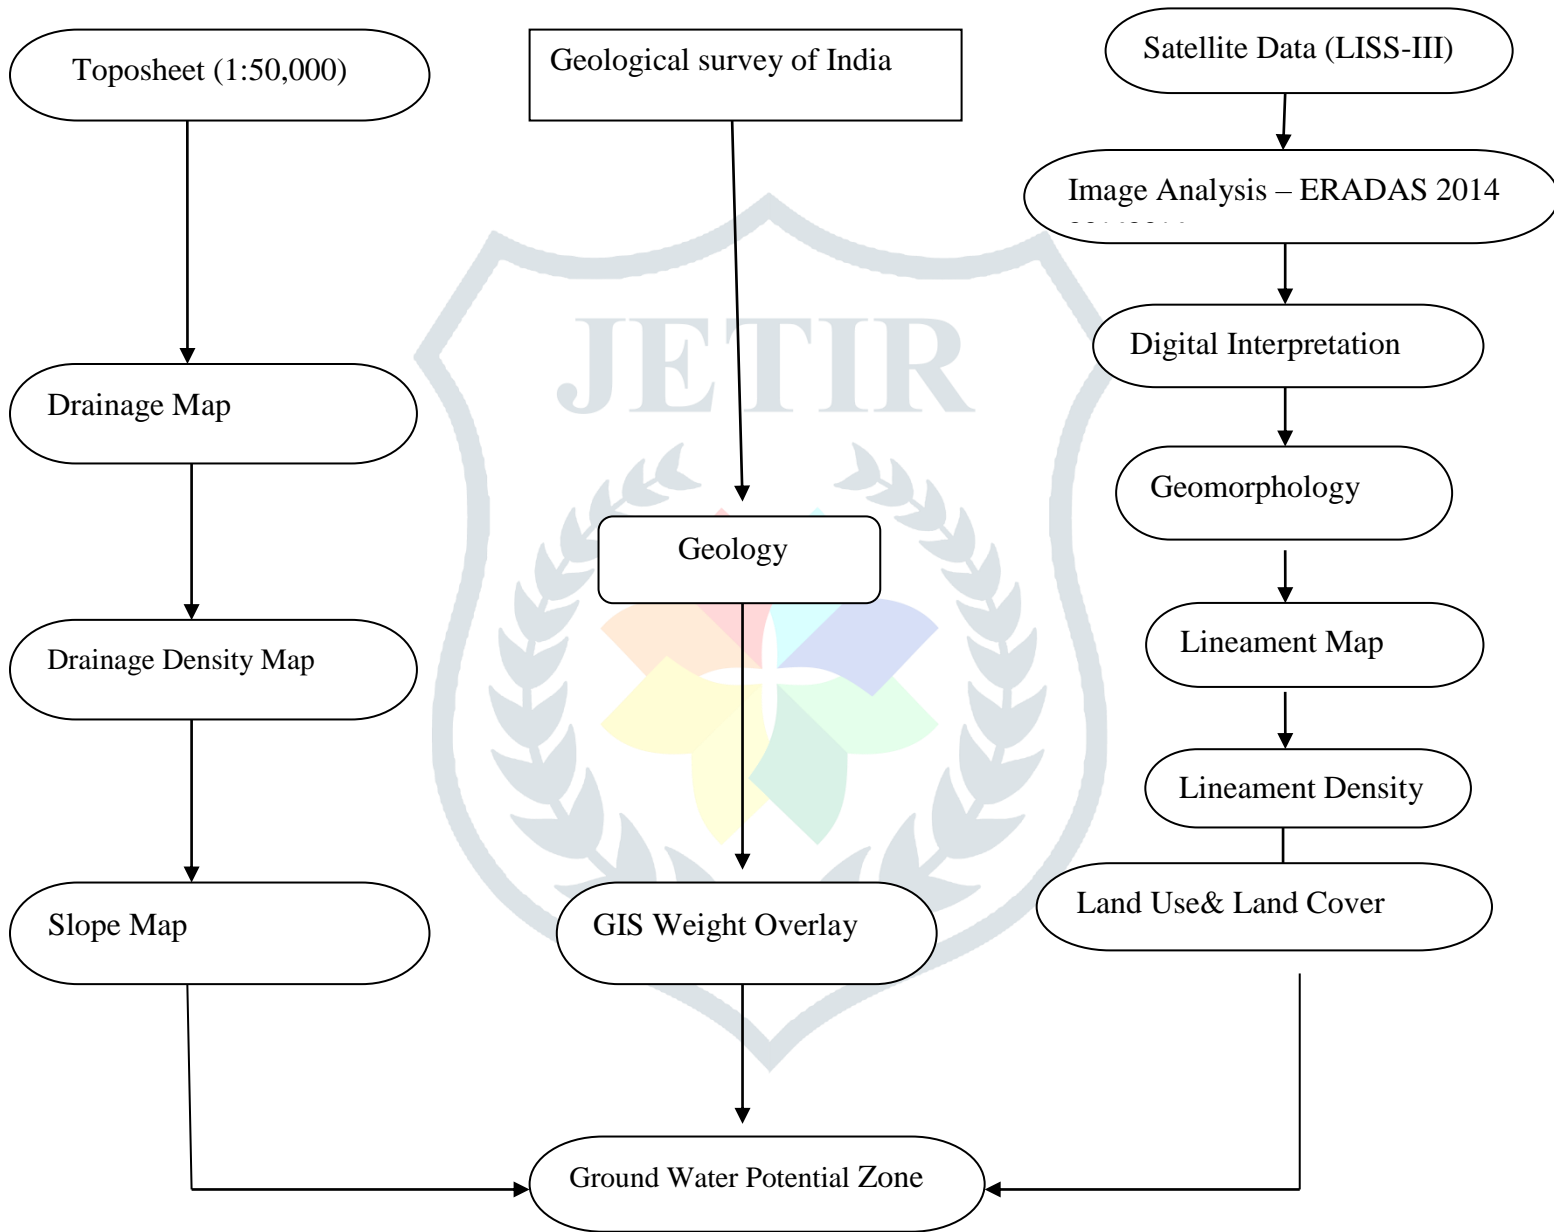 Toposheet (1:50,000)
Geological survey of India
Satellite Data (LISS-III)
Image Analysis – ERADAS 2014
JETIR
Digital Interpretation
Drainage Map
Geomorphology
Geology
Lineament Map
Drainage Density Map
Lineament Density
Land Use& Land Cover
Slope Map
GIS Weight Overlay
Ground Water Potential Zone